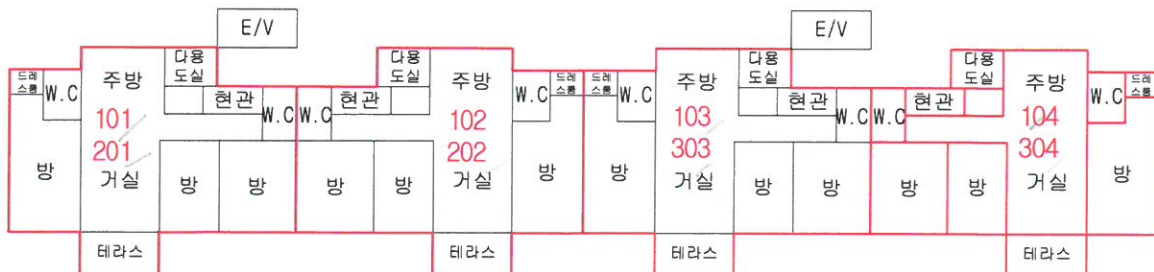 E/V
E/V
다용
도실
다용
도실
다용
도실
다용
도실
드레
스룸
W.C
주방
주방
W.C
드레
스룸
드레
스룸
W.C
주방
주방
W.C
드레
스룸
현관
현관
현관
현관
101
W.C
W.C
102
103
W.C
W.C
104
201
202
303
304
방
거실
방
방
방
방
거실
방
방
거실
방
방
방
방
거실
방
테라스
테라스
테라스
테라스